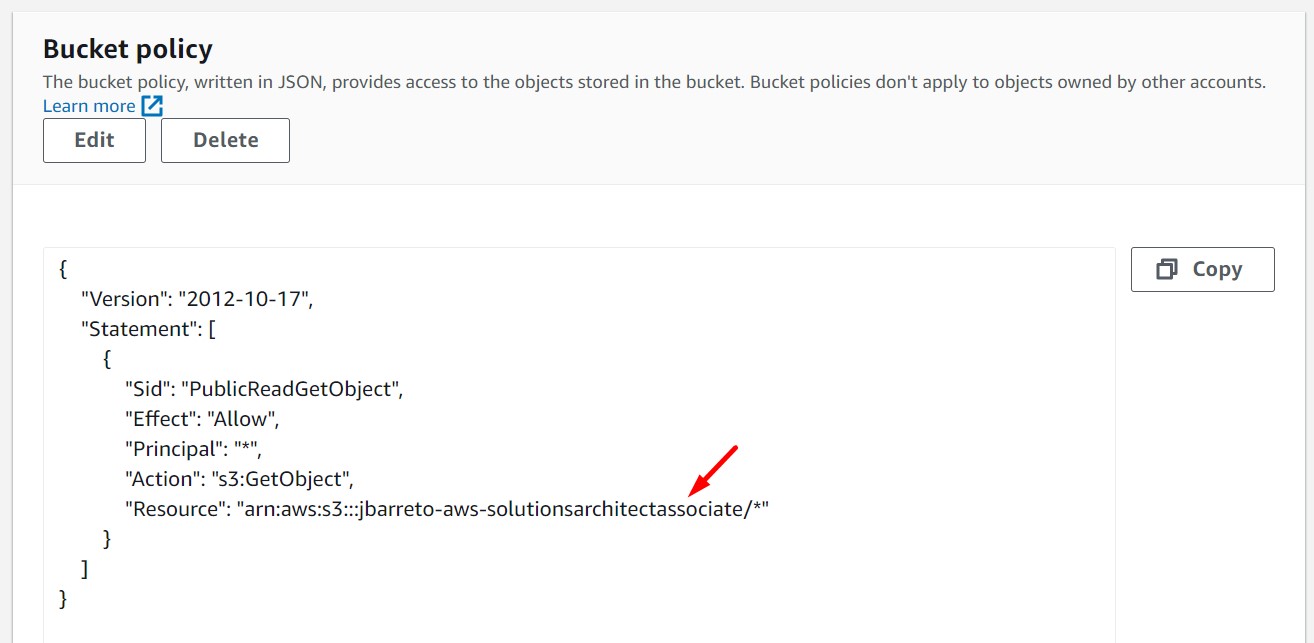 Bucket policy
The bucket policy, written in JSON, provides access to the objects stored in the bucket. Bucket policies don't apply to objects owned by other accounts.
Learn more
Edit Delete
Copy
{
"Version": "2012-10-17",
"Statement": [
{
"Sid": "PublicReadGetObject",
"Effect": "Allow",
"Principal": "*",
"Action": "s3:GetObject",
"Resource": "arn:aws:s3:::jbarreto-aws-solutionsarchitectassociate/*"
}
]
}